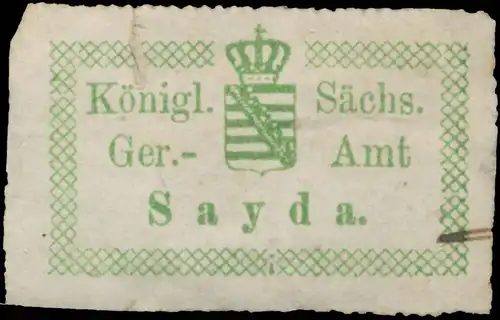 Königl. Sächs.
Ger.- Amt
Sayda.